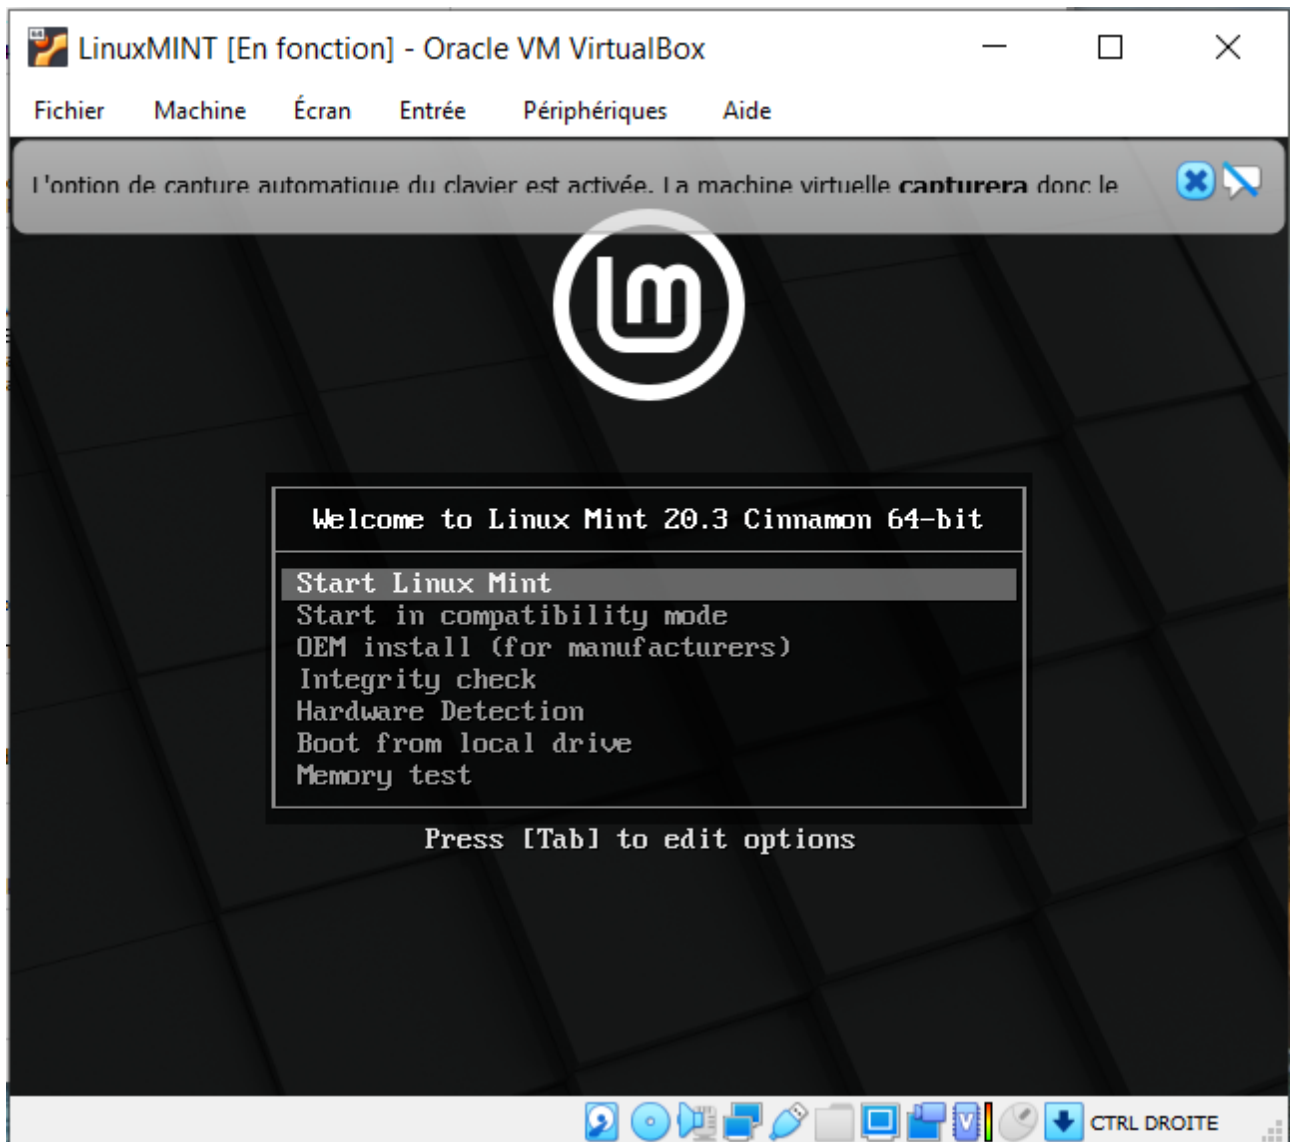 LinuxMINT [En fonction] - Oracle VM VirtualBox
Fichier Machine Écran Entrée Périphériques Aide
L'option de capture automatique du clavier est activée. La machine virtuelle capturera donc le
lm
Welcome to Linux Mint 20.3 Cinnamon 64-bit
Start Linux Mint
Start in compatibility mode
OEM install (for manufacturers)
Integrity check
Hardware Detection
Boot from local drive
Memory test
Press [Tab] to edit options
CTRL DROITE